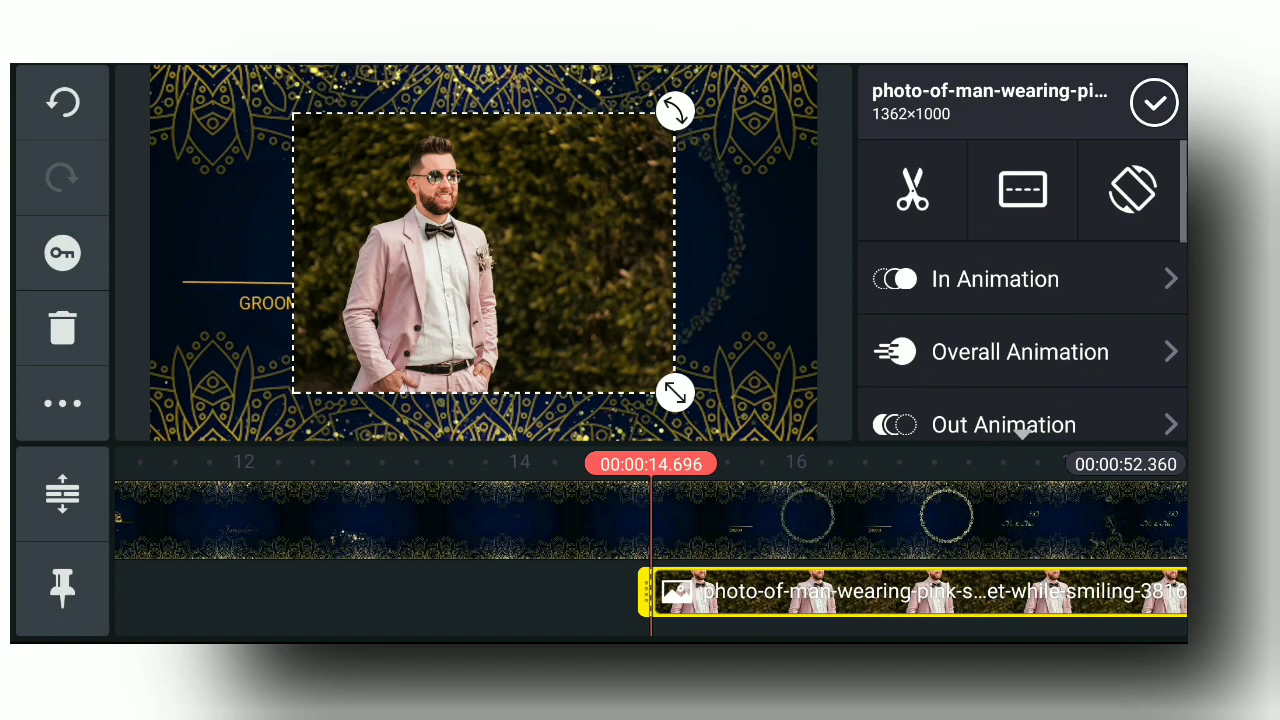 photo-of-man-wearing-pi...
1362×1000
GROOM
In Animation
Overall Animation
Out Animation
12
14
00:00:14.696
16
00:00:52.360
photo-of-man-wearing-pink-s...et-while-smiling-3816